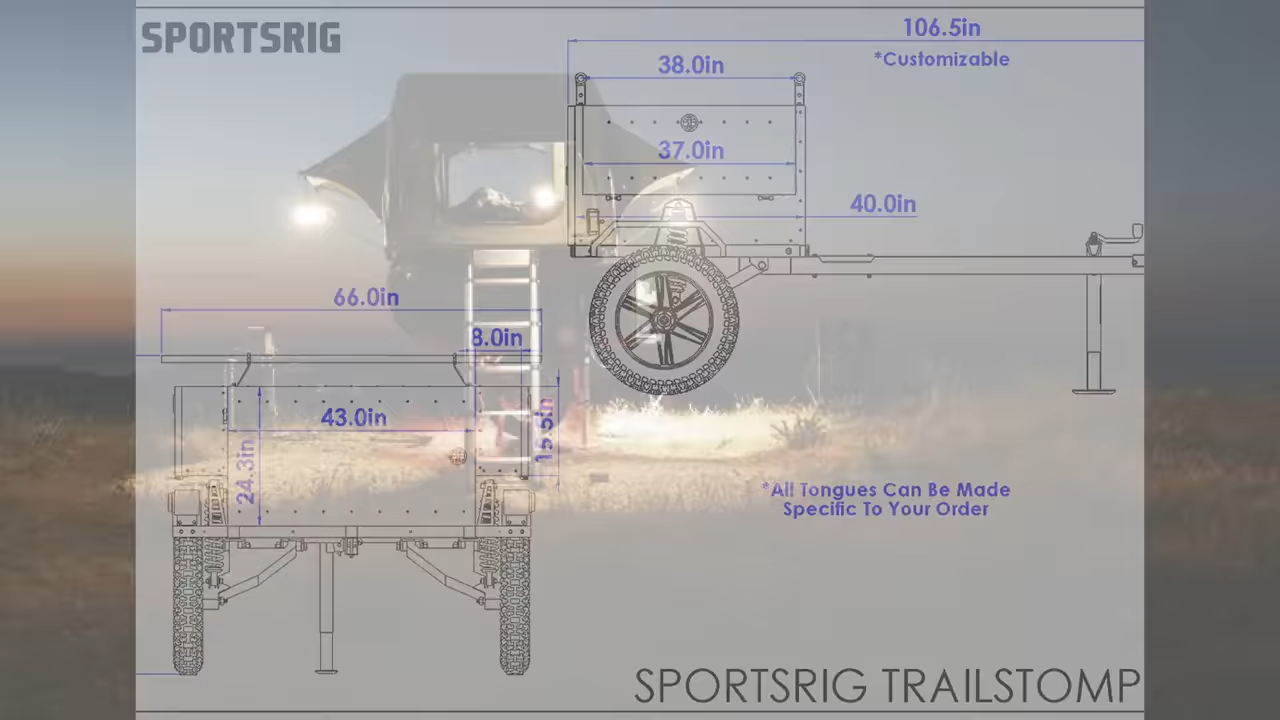 SPORTSRIG
106.5in
*Customizable
38.0in
37.0in
40.0in
66.0in
8.0in
43.0in
24.3in
15.5in
*All Tongues Can Be Made
Specific To Your Order
SPORTSRIG TRAILSTOMP